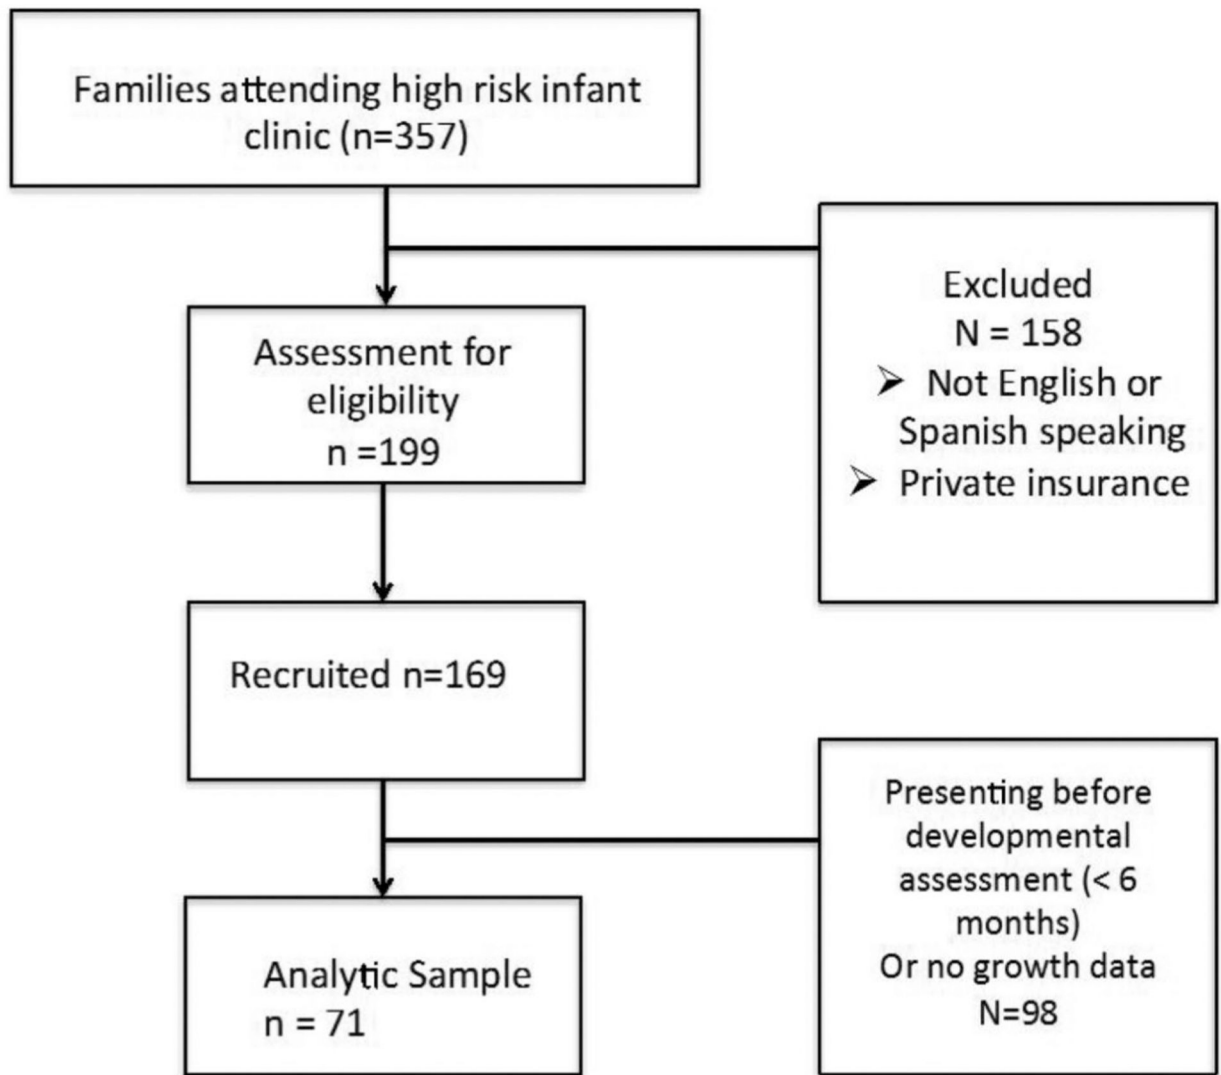 Families attending high risk infant
clinic (n=357)
Excluded
N = 158
➢ Not English or
Spanish speaking
➢ Private insurance
Assessment for
eligibility
n =199
Recruited n=169
Presenting before
developmental
assessment (< 6
months)
Or no growth data
N=98
Analytic Sample
n = 71